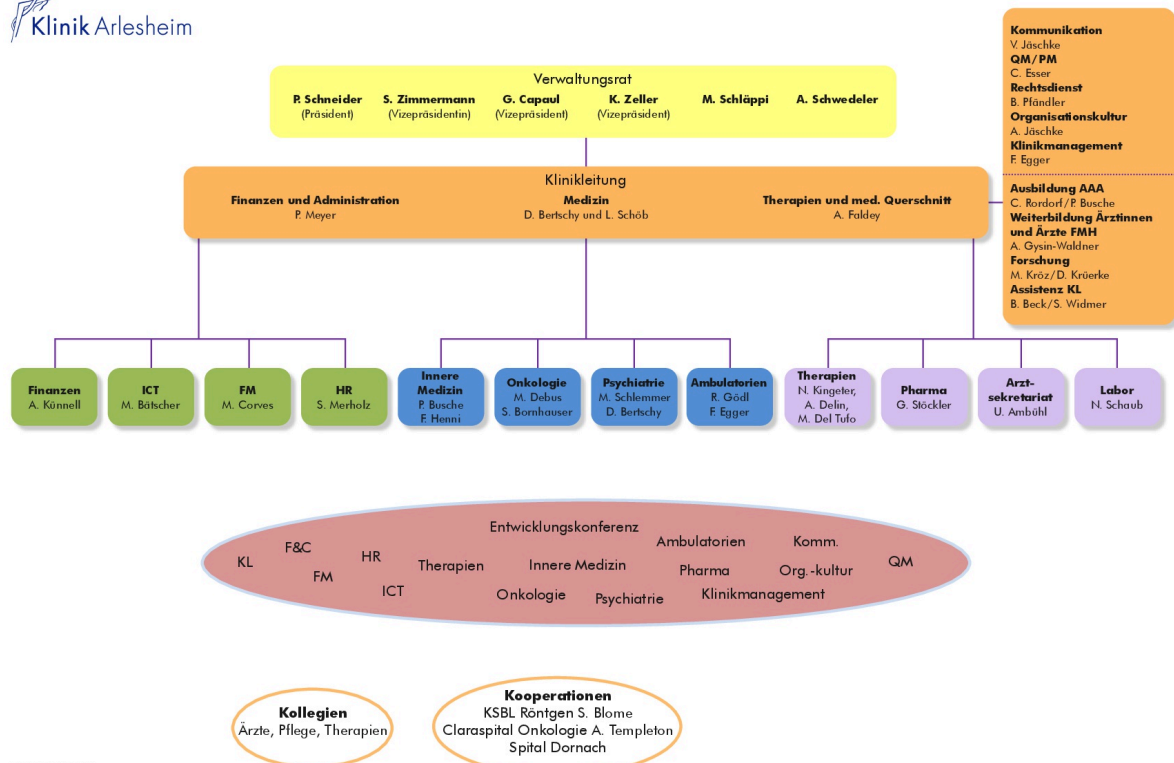 Klinik Arlesheim
Verwaltungsrat
P. Schneider S. Zimmermann G. Capaul K. Zeller M. Schläppi A. Schwedeler
(Präsident) (Vizepräsidentin) (Vizepräsident) (Vizepräsident)
Klinikleitung
Finanzen und Administration Medizin Therapien und med. Querschnitt
P. Meyer D. Bertschy und L. Schöb A. Faldey
Kommunikation
V. Jäschke
QM/PM
C. Esser
Rechtsdienst
B. Pfändler
Organisationskultur
A. Jäschke
Klinikmanagement
F. Egger
Ausbildung AAA
C. Rordorf/P. Busche
Weiterbildung Ärztinnen
und Ärzte FMH
A. Gysin-Waldner
Forschung
M. Kröz/D. Krüerke
Assistenz KL
B. Beck/S. Widmer
Finanzen
A. Künnell
ICT
M. Bätscher
FM
M. Corves
HR
S. Merholz
Innere
Medizin
P. Busche
F. Henni
Onkologie
M. Debus
S. Bornhauser
Psychiatrie
M. Schlemmer
D. Bertschy
Ambulatorien
R. Gödl
F. Egger
Therapien
N. Kingeter,
A. Delin,
M. Del Tufo
Pharma
G. Stöckler
Arzt-
sekretariat
U. Ambühl
Labor
N. Schaub
Entwicklungskonferenz
KL F&C HR Therapien Innere Medizin Ambulatorien Komm. QM
FM ICT Onkologie Psychiatrie Pharma Org.-kultur
Klinikmanagement
Kollegien
Ärzte, Pflege, Therapien
Kooperationen
KSBL Röntgen S. Blome
Claraspital Onkologie A. Templeton
Spital Dornach